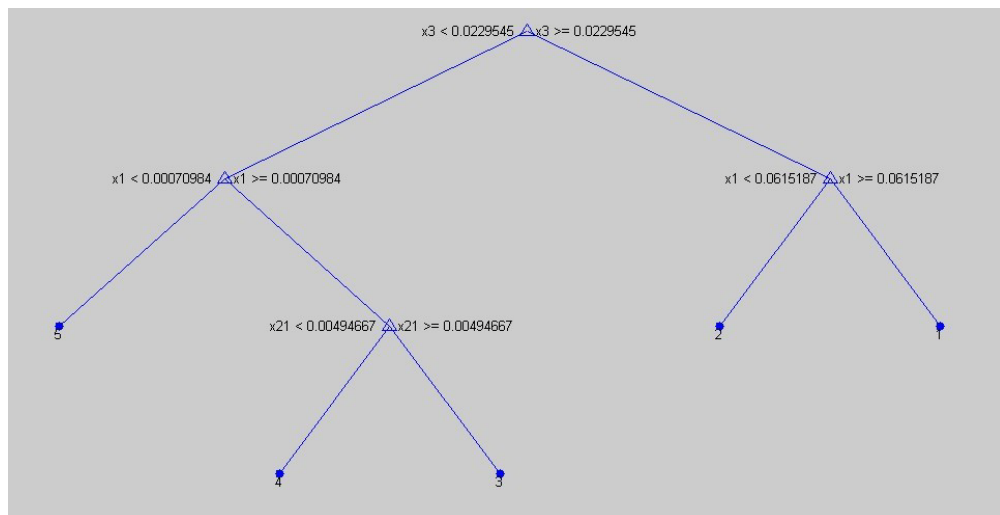 x3 < 0.0229545 x3 >= 0.0229545
x1 < 0.00070984 x1 >= 0.00070984
x1 < 0.0615187 x1 >= 0.0615187
5
x21 < 0.00494667 x21 >= 0.00494667
2
1
4
3